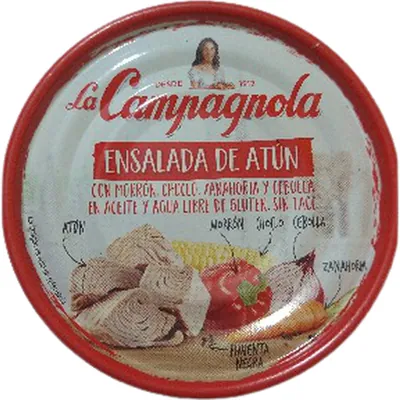 DESDE 1912
La Campagnola
ENSALADA DE ATÚN
CON MORRÓN, CHOCLO, ZANAHORIA Y CEBOLLA
EN ACEITE Y AGUA LIBRE DE GLUTEN. SIN TACC
ATÚN
MORRÓN CHOCLO CEBOLLA
ZANAHORIA
PIMIENTA
NEGRA